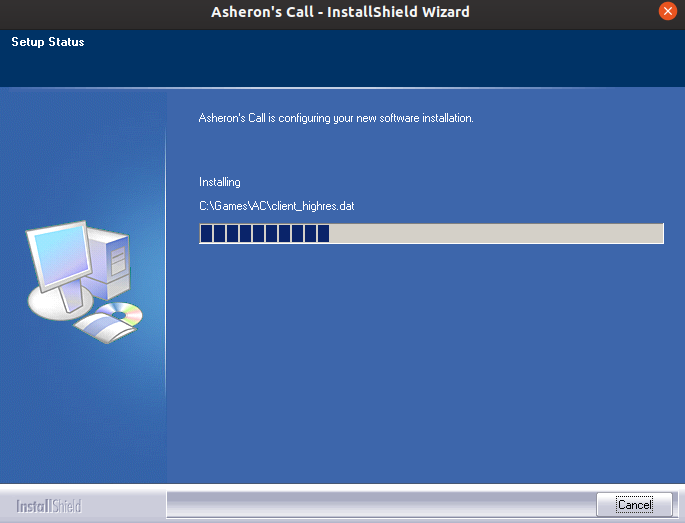 Asheron's Call - InstallShield Wizard
Setup Status
Asheron's Call is configuring your new software installation.
Installing
C:\Games\AC\client_highres.dat
InstallShield
Cancel